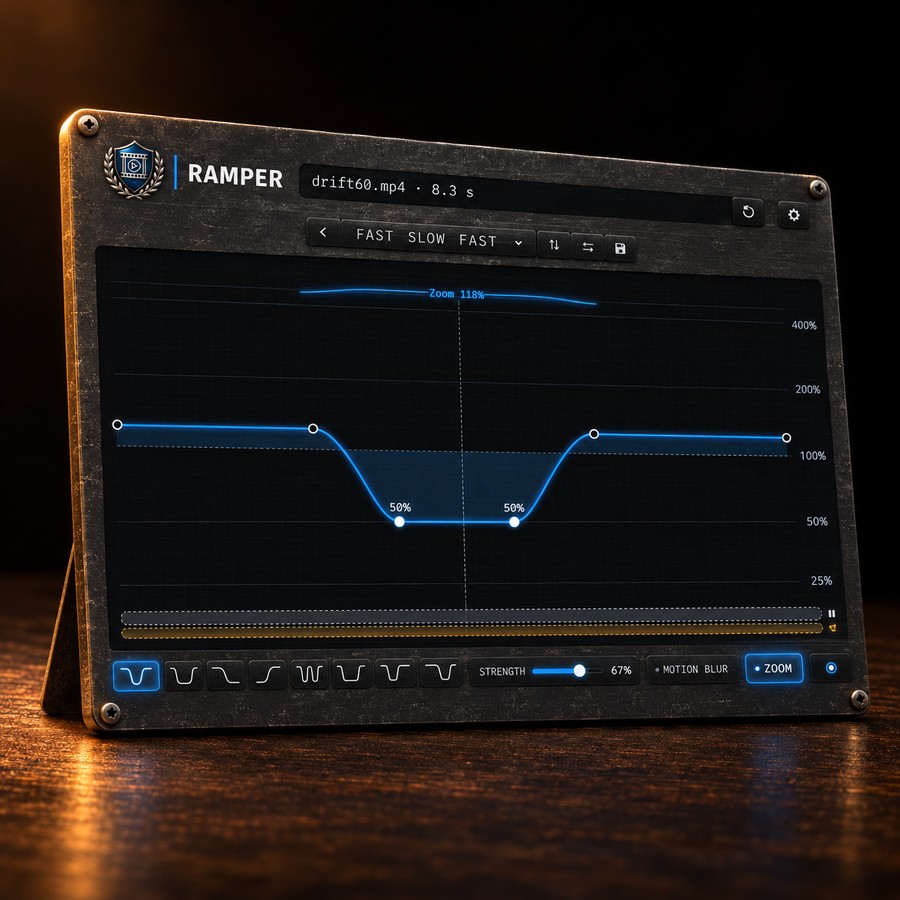 RAMPER
drift60.mp4 · 8.3 s
FAST SLOW FAST
Zoom 118%
400%
200%
100%
50% 50%
50%
25%
STRENGTH 67% MOTION BLUR ZOOM